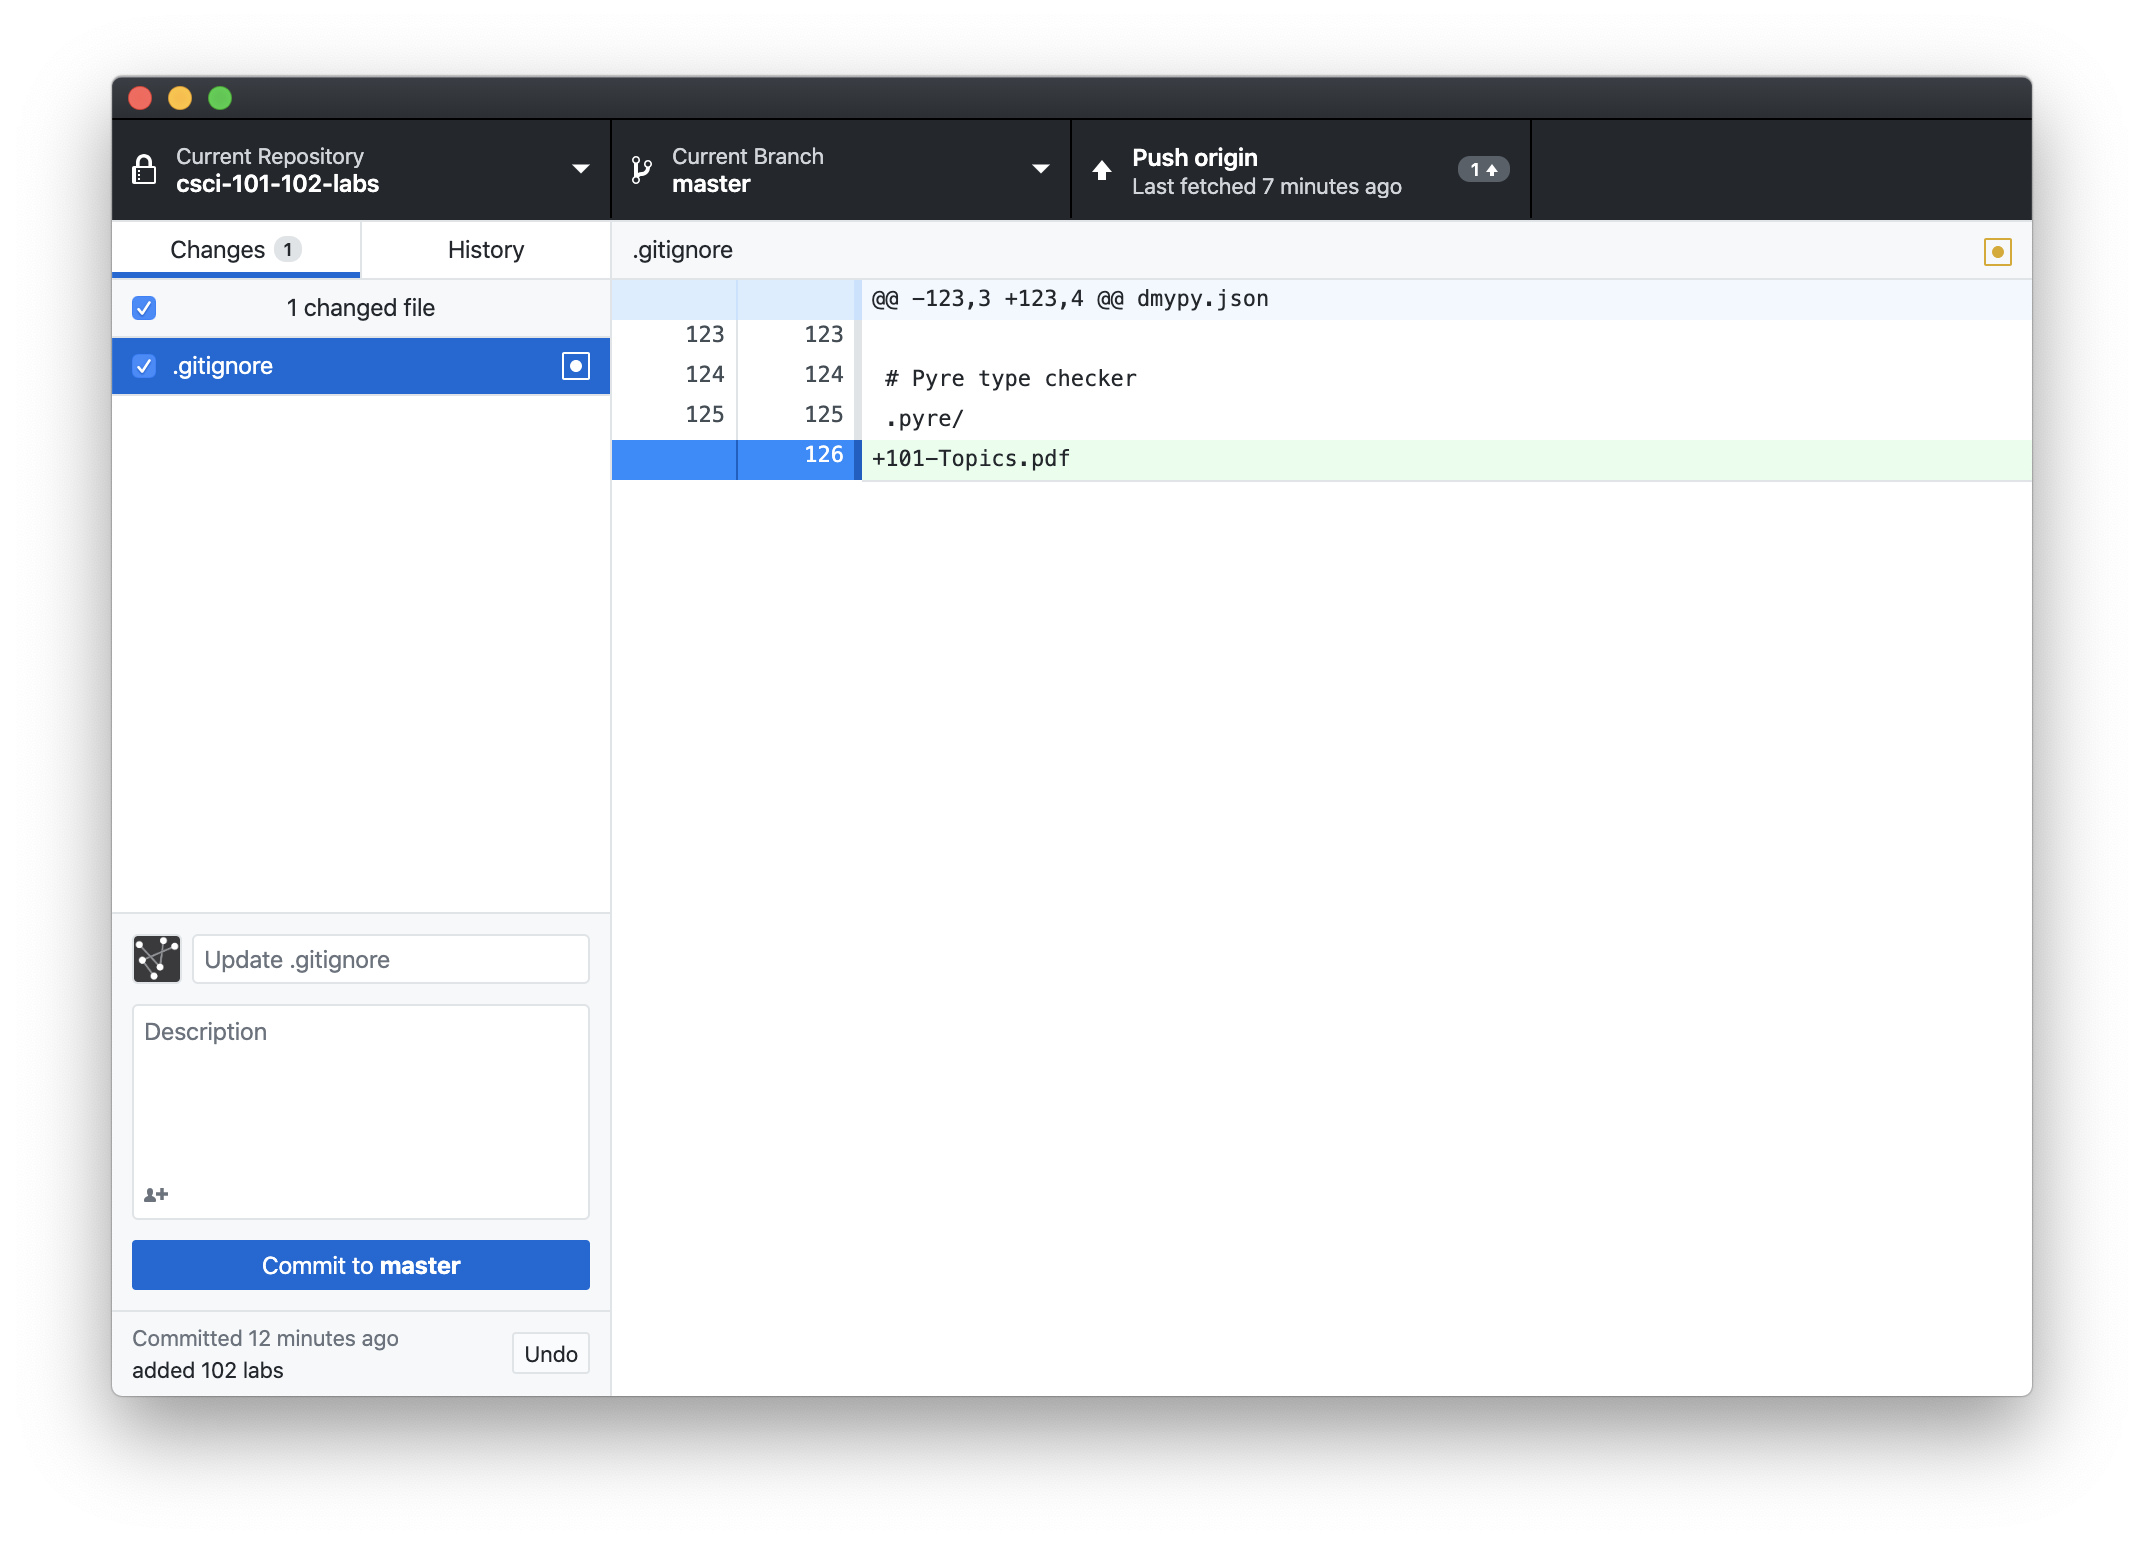 Current Repository
csci-101-102-labs
Current Branch
master
Push origin
Last fetched 7 minutes ago
1
Changes 1
History
1 changed file
.gitignore
.gitignore
@@ -123,3 +123,4 @@ dmypy.json
123 123
124 124 # Pyre type checker
125 125 .pyre/
126 +101-Topics.pdf
Update .gitignore
Description
Commit to master
Committed 12 minutes ago
added 102 labs
Undo